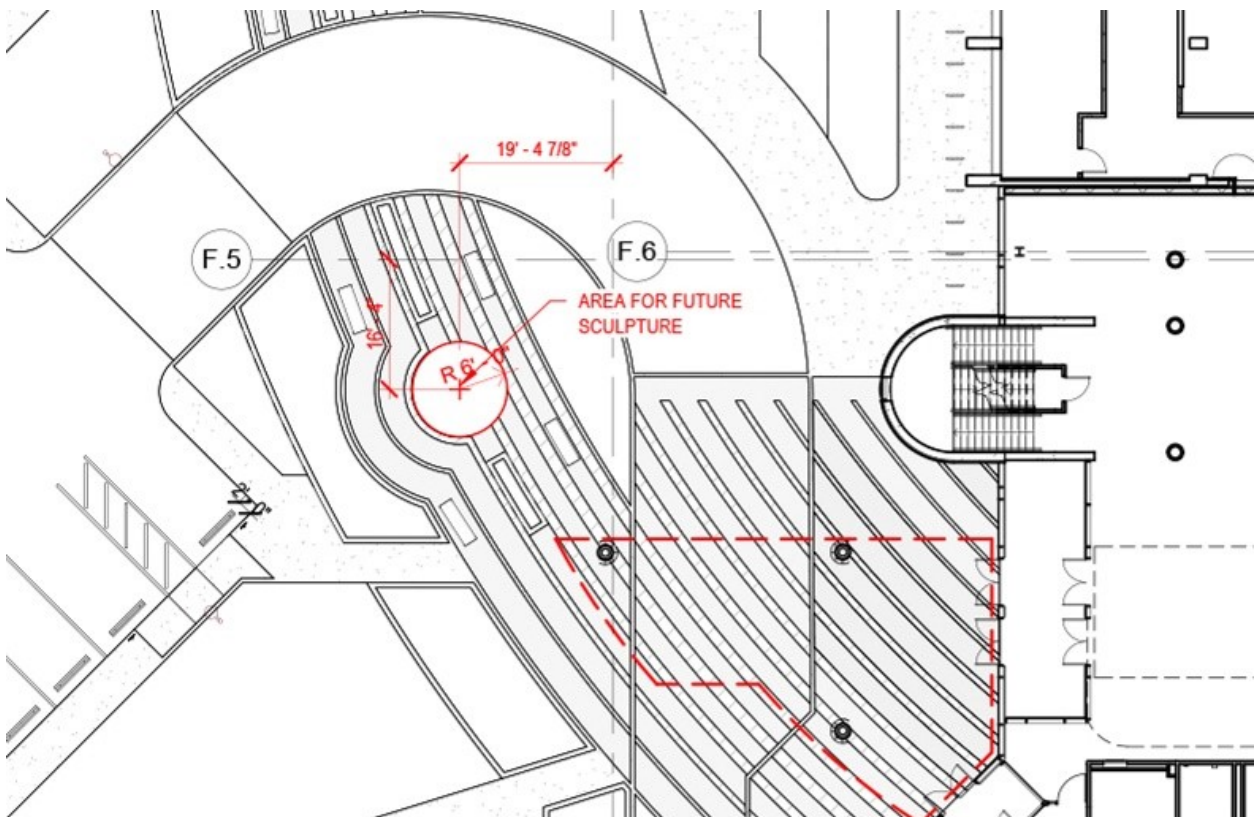 19' - 4 7/8"
F.5
F.6
AREA FOR FUTURE
SCULPTURE
16' - 4"
R 6' - 0"
H